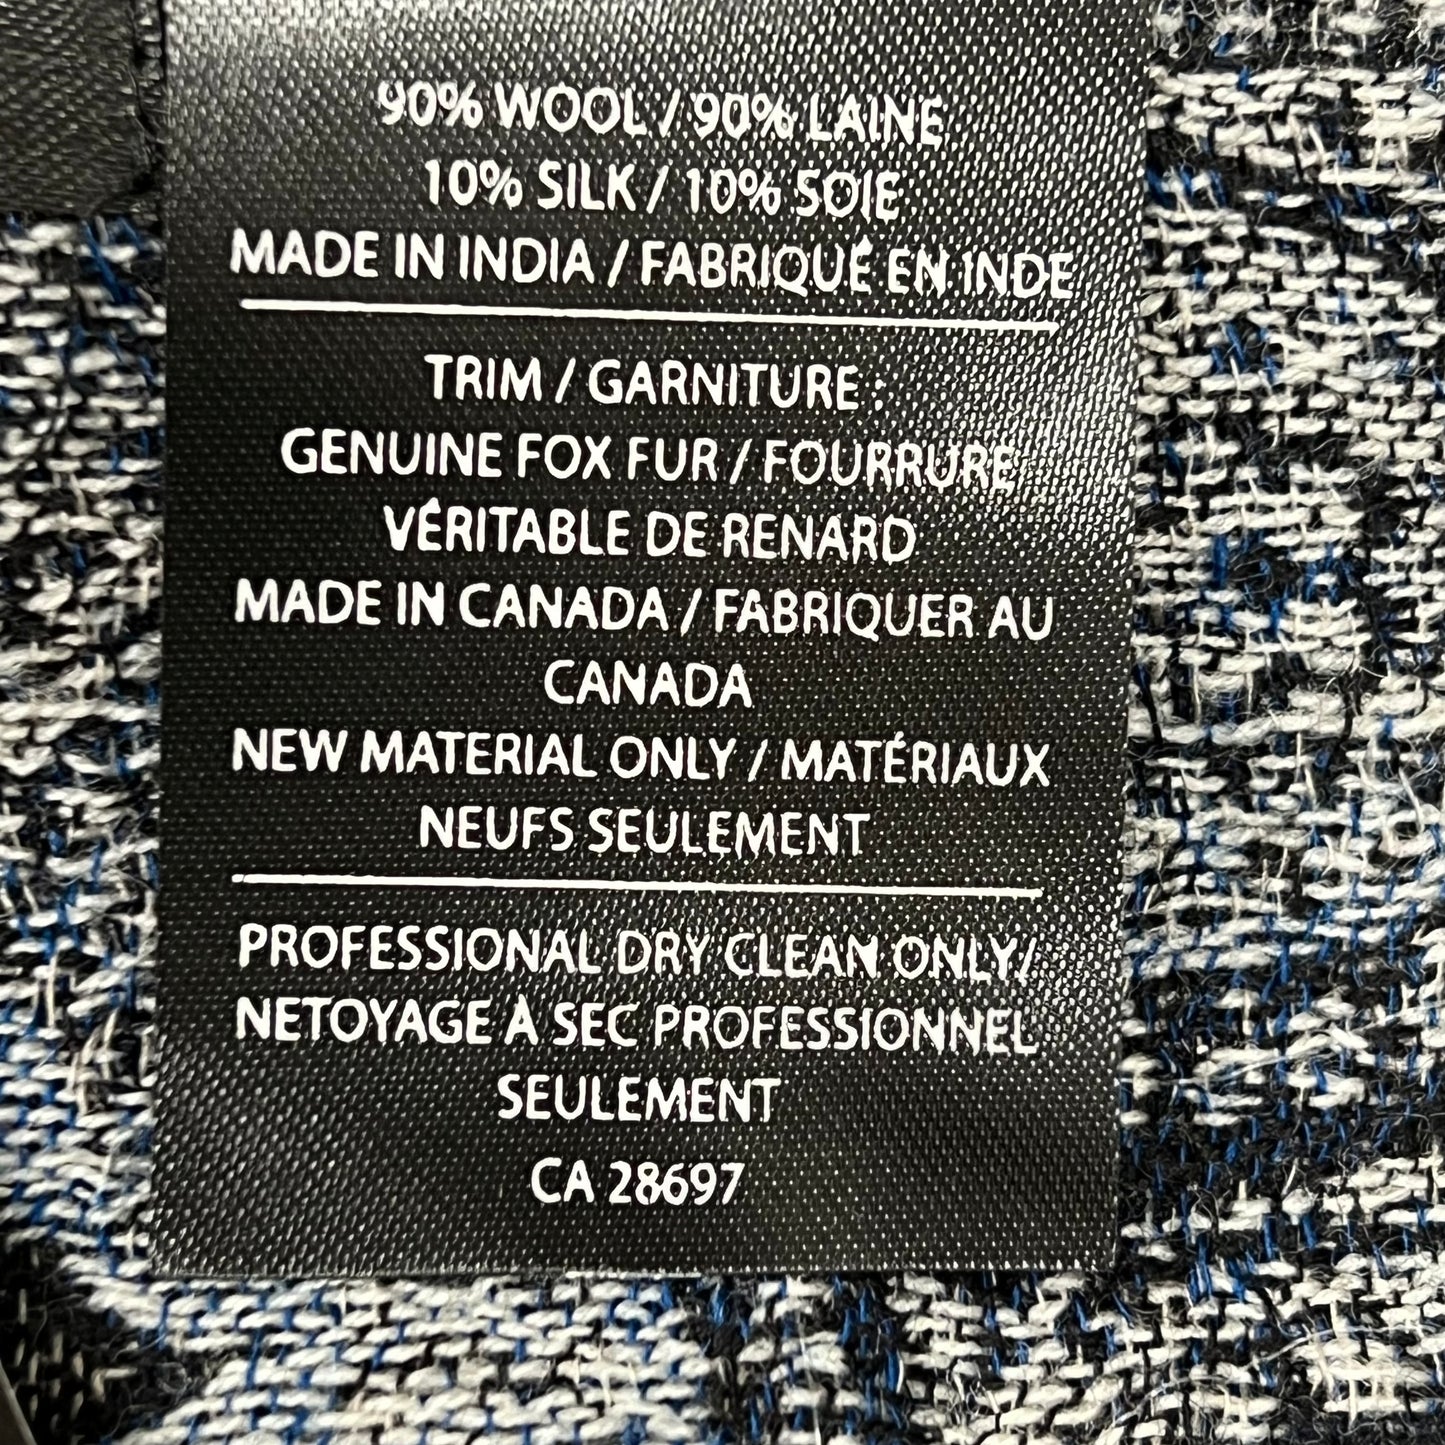 90% WOOL / 90% LAINE
10% SILK / 10% SOIE
MADE IN INDIA / FABRIQUÉ EN INDE
TRIM / GARNITURE :
GENUINE FOX FUR / FOURRURE
VÉRITABLE DE RENARD
MADE IN CANADA / FABRIQUER AU
CANADA
NEW MATERIAL ONLY / MATÉRIAUX
NEUFS SEULEMENT
PROFESSIONAL DRY CLEAN ONLY/
NETOYAGE À SEC PROFESSIONNEL
SEULEMENT
CA 28697